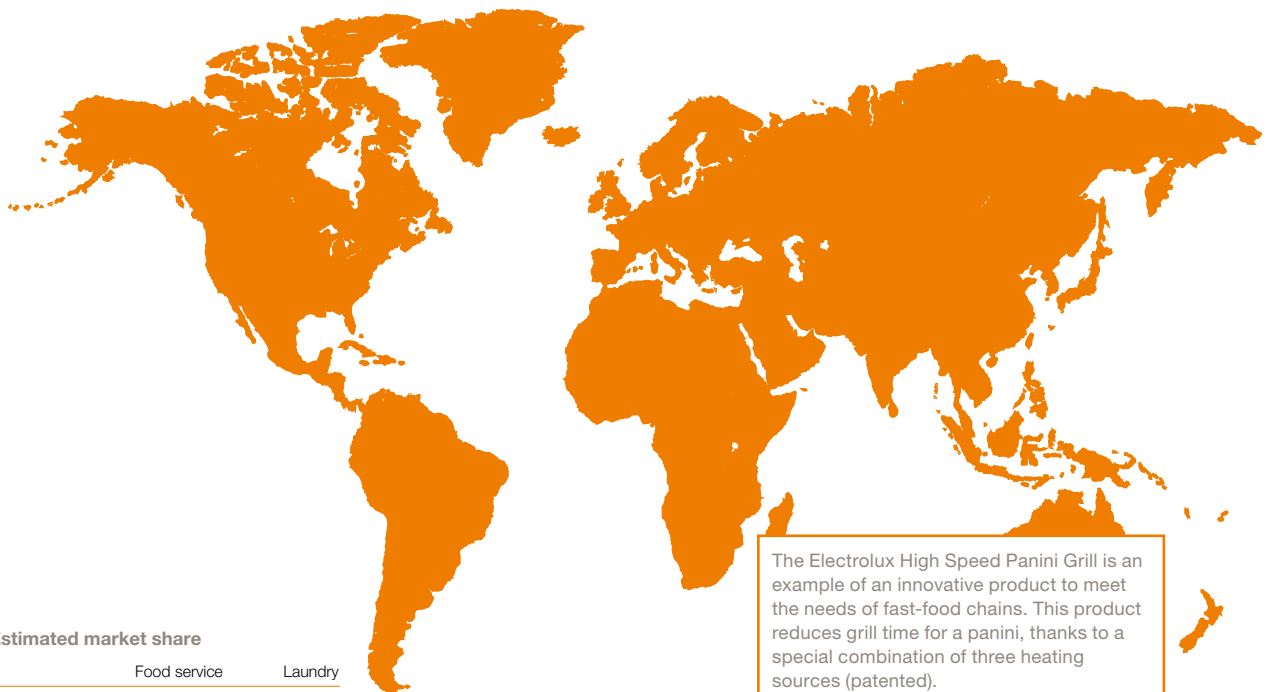 Estimated market share
Food service Laundry
The Electrolux High Speed Panini Grill is an
example of an innovative product to meet
the needs of fast-food chains. This product
reduces grill time for a panini, thanks to a
special combination of three heating
sources (patented).